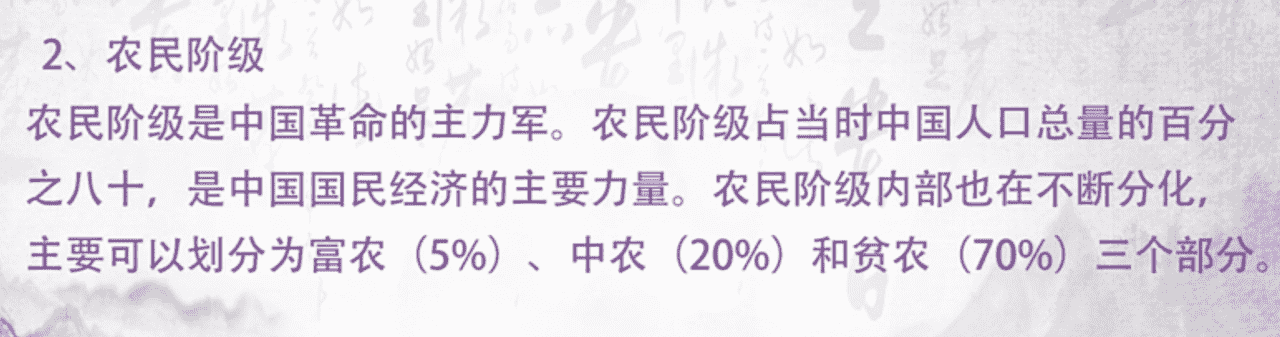 2、农民阶级
农民阶级是中国革命的主力军。农民阶级占当时中国人口总量的百分
之八十，是中国国民经济的主要力量。农民阶级内部也在不断分化，
主要可以划分为富农（5%）、中农（20%）和贫农（70%）三个部分。